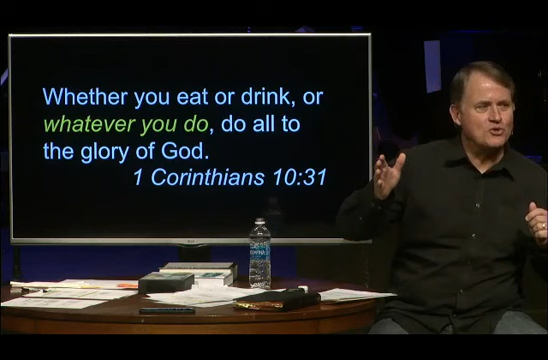 Whether you eat or drink, or
whatever you do, do all to
the glory of God.
1 Corinthians 10:31